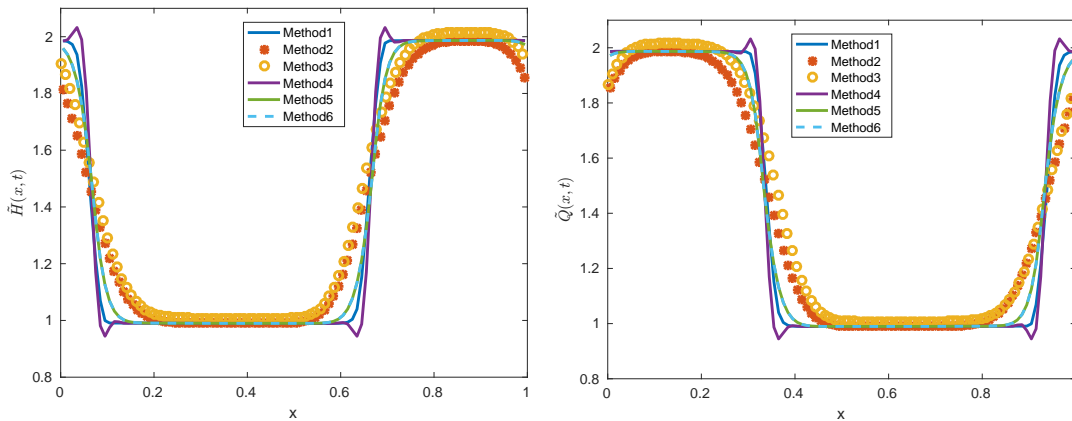 2
1.8
1.6
1.4
1.2
1
0.8
0 0.2 0.4 0.6 0.8 1
x
H̃(x, t)
Method1
Method2
Method3
Method4
Method5
Method6
2
1.8
1.6
1.4
1.2
1
0.8
0 0.2 0.4 0.6 0.8
x
Q̃(x, t)
Method1
Method2
Method3
Method4
Method5
Method6